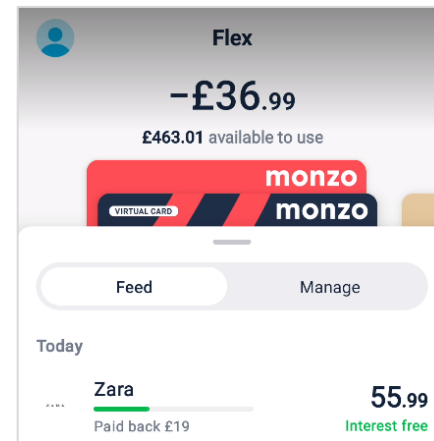 Flex
-£36.99
£463.01 available to use
monzo
VIRTUAL CARD monzo
Feed Manage
Today
Zara 55.99
Paid back £19 Interest free